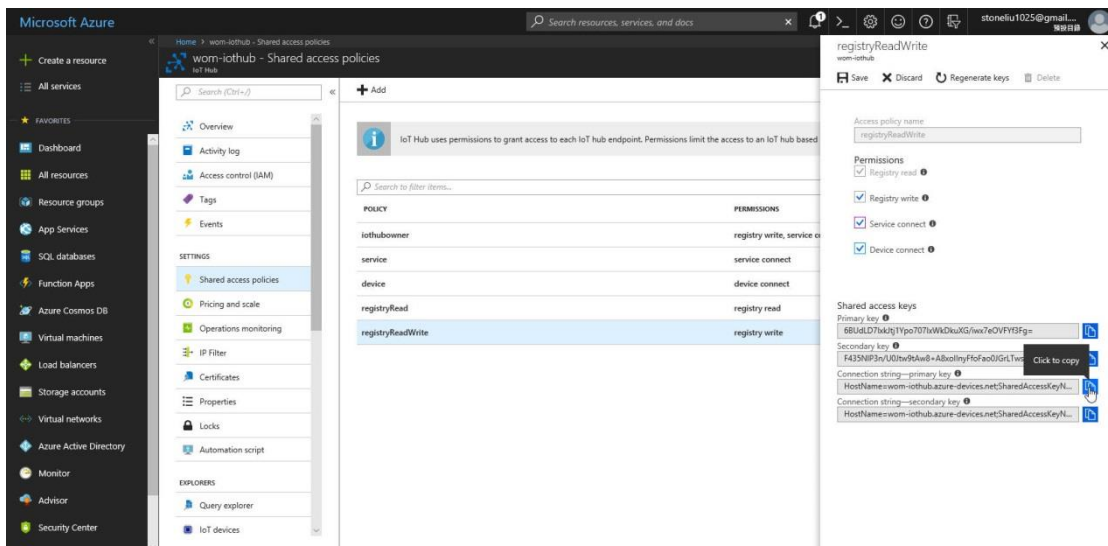 Microsoft Azure
Search resources, services, and docs
stoneliu1025@gmail....
預設目錄
Create a resource
All services
FAVORITES
Dashboard
All resources
Resource groups
App Services
SQL databases
Function Apps
Azure Cosmos DB
Virtual machines
Load balancers
Storage accounts
Virtual networks
Azure Active Directory
Monitor
Advisor
Security Center
Home > wom-iothub - Shared access policies
wom-iothub - Shared access policies
IoT Hub
Search (Ctrl+/)
Overview
Activity log
Access control (IAM)
Tags
Events
SETTINGS
Shared access policies
Pricing and scale
Operations monitoring
IP Filter
Certificates
Properties
Locks
Automation script
EXPLORERS
Query explorer
IoT devices
Add
IoT Hub uses permissions to grant access to each IoT hub endpoint. Permissions limit the access to an IoT hub based
Search to filter items...
POLICY PERMISSIONS
iothubowner registry write, service
service service connect
device device connect
registryRead registry read
registryReadWrite registry write
registryReadWrite
wom-iothub
Save Discard Regenerate keys Delete
Access policy name
registryReadWrite
Permissions
Registry read
Registry write
Service connect
Device connect
Shared access keys
Primary key
Secondary key
Click to copy
Connection string—primary key
HostName=wom-iothub.azure-devices.net;SharedAccessKeyN...
Connection string—secondary key
HostName=wom-iothub.azure-devices.net;SharedAccessKeyN...